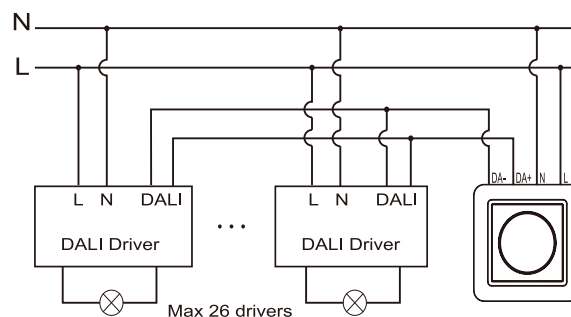 N
L
DA- DA+ N L
L N DALI
DALI Driver
...
L N DALI
DALI Driver
Max 26 drivers